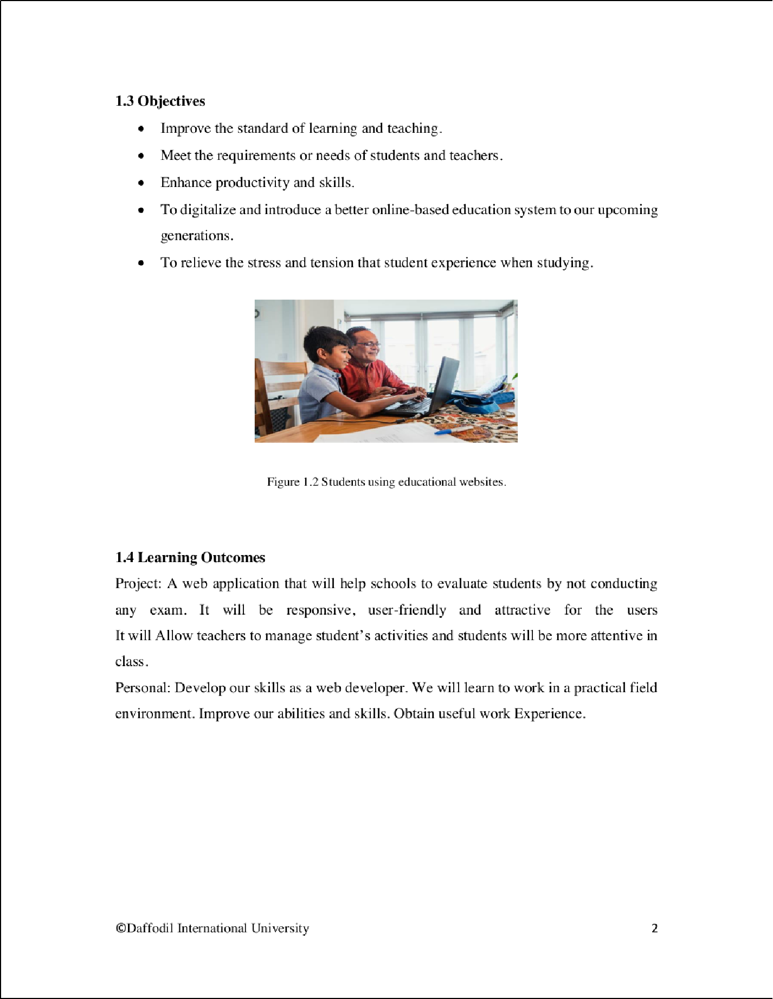 1.3 Objectives
• Improve the standard of learning and teaching.
• Meet the requirements or needs of students and teachers.
• Enhance productivity and skills.
• To digitalize and introduce a better online-based education system to our upcoming
generations.
• To relieve the stress and tension that student experience when studying.
Figure 1.2 Students using educational websites.
1.4 Learning Outcomes
Project: A web application that will help schools to evaluate students by not conducting
any exam. It will be responsive, user-friendly and attractive for the users
It will Allow teachers to manage student’s activities and students will be more attentive in
class.
Personal: Develop our skills as a web developer. We will learn to work in a practical field
environment. Improve our abilities and skills. Obtain useful work Experience.
©Daffodil International University 2